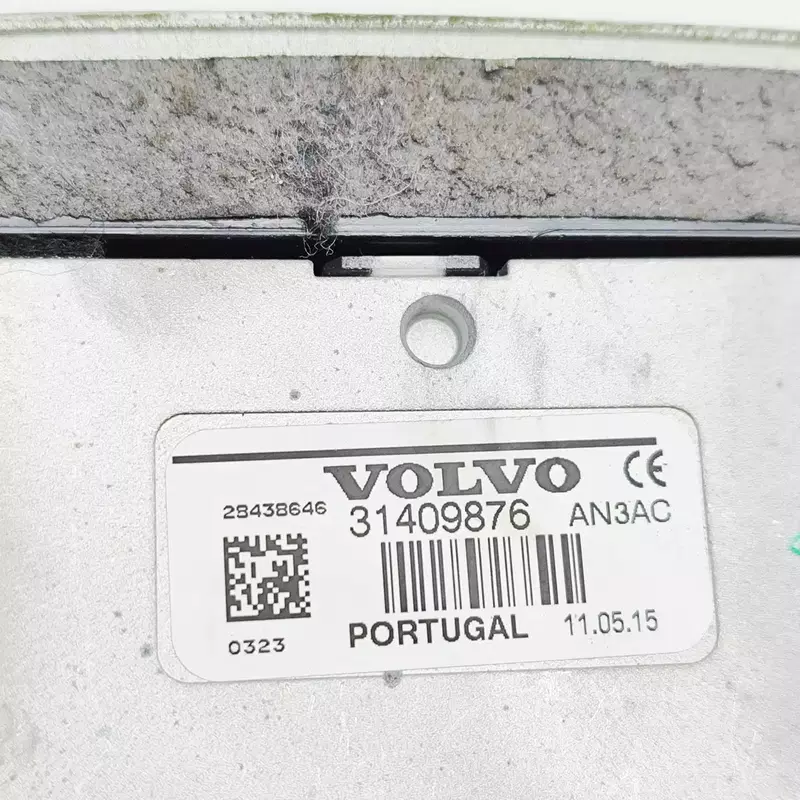 VOLVO CE
28438646 31409876 AN3AC
0323 PORTUGAL 11.05.15